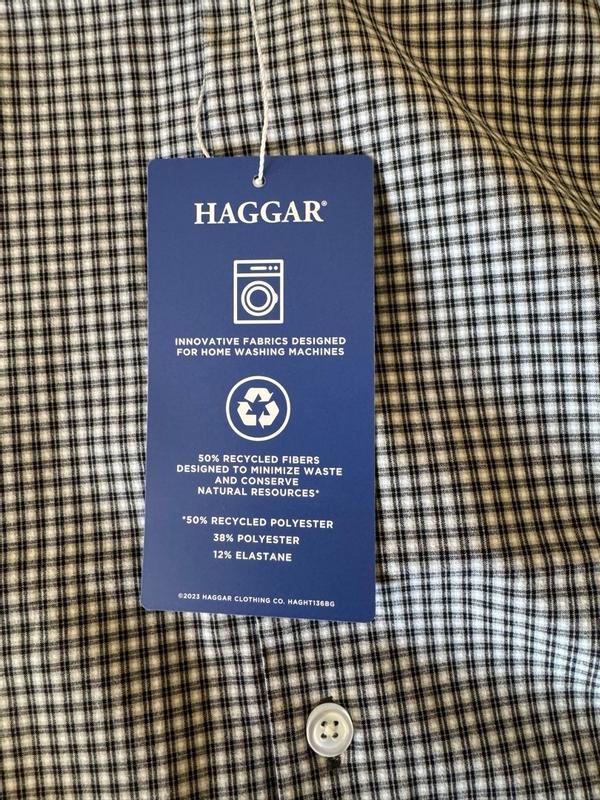 HAGGAR®
INNOVATIVE FABRICS DESIGNED
FOR HOME WASHING MACHINES
50% RECYCLED FIBERS
DESIGNED TO MINIMIZE WASTE
AND CONSERVE
NATURAL RESOURCES*
*50% RECYCLED POLYESTER
38% POLYESTER
12% ELASTANE
©2023 HAGGAR CLOTHING CO. HAGHT136BG